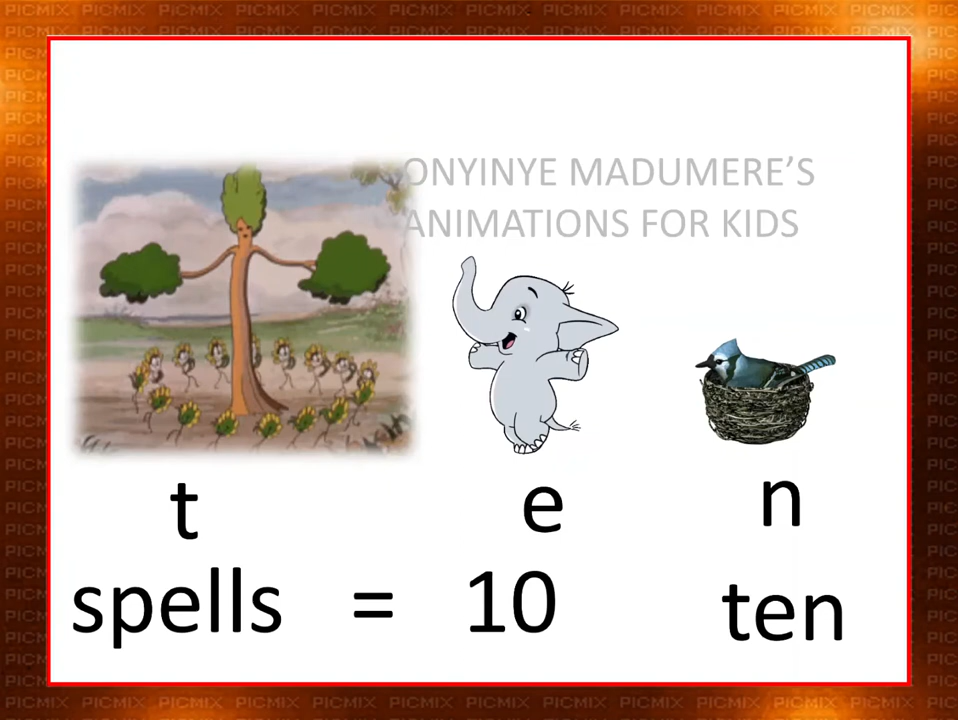 ONYINYE MADUMERE’S
ANIMATIONS FOR KIDS
t e n
spells = 10 ten